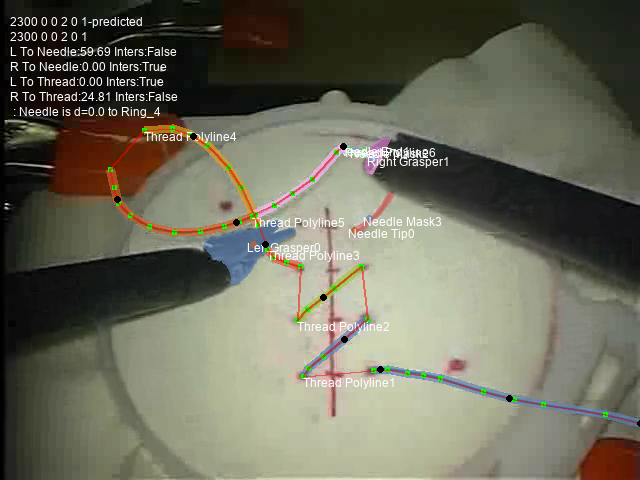 2300 0 0 2 0 1-predicted
2300 0 0 2 0 1
L To Needle:59.69 Inters:False
R To Needle:0.00 Inters:True
L To Thread:0.00 Inters:True
R To Thread:24.81 Inters:False
: Needle is d=0.0 to Ring_4
Thread Polyline4
Right Grasper1
Thread Polyline5
Needle Mask3
Needle Tip0
Left Grasper0
Thread Polyline3
Thread Polyline2
Thread Polyline1